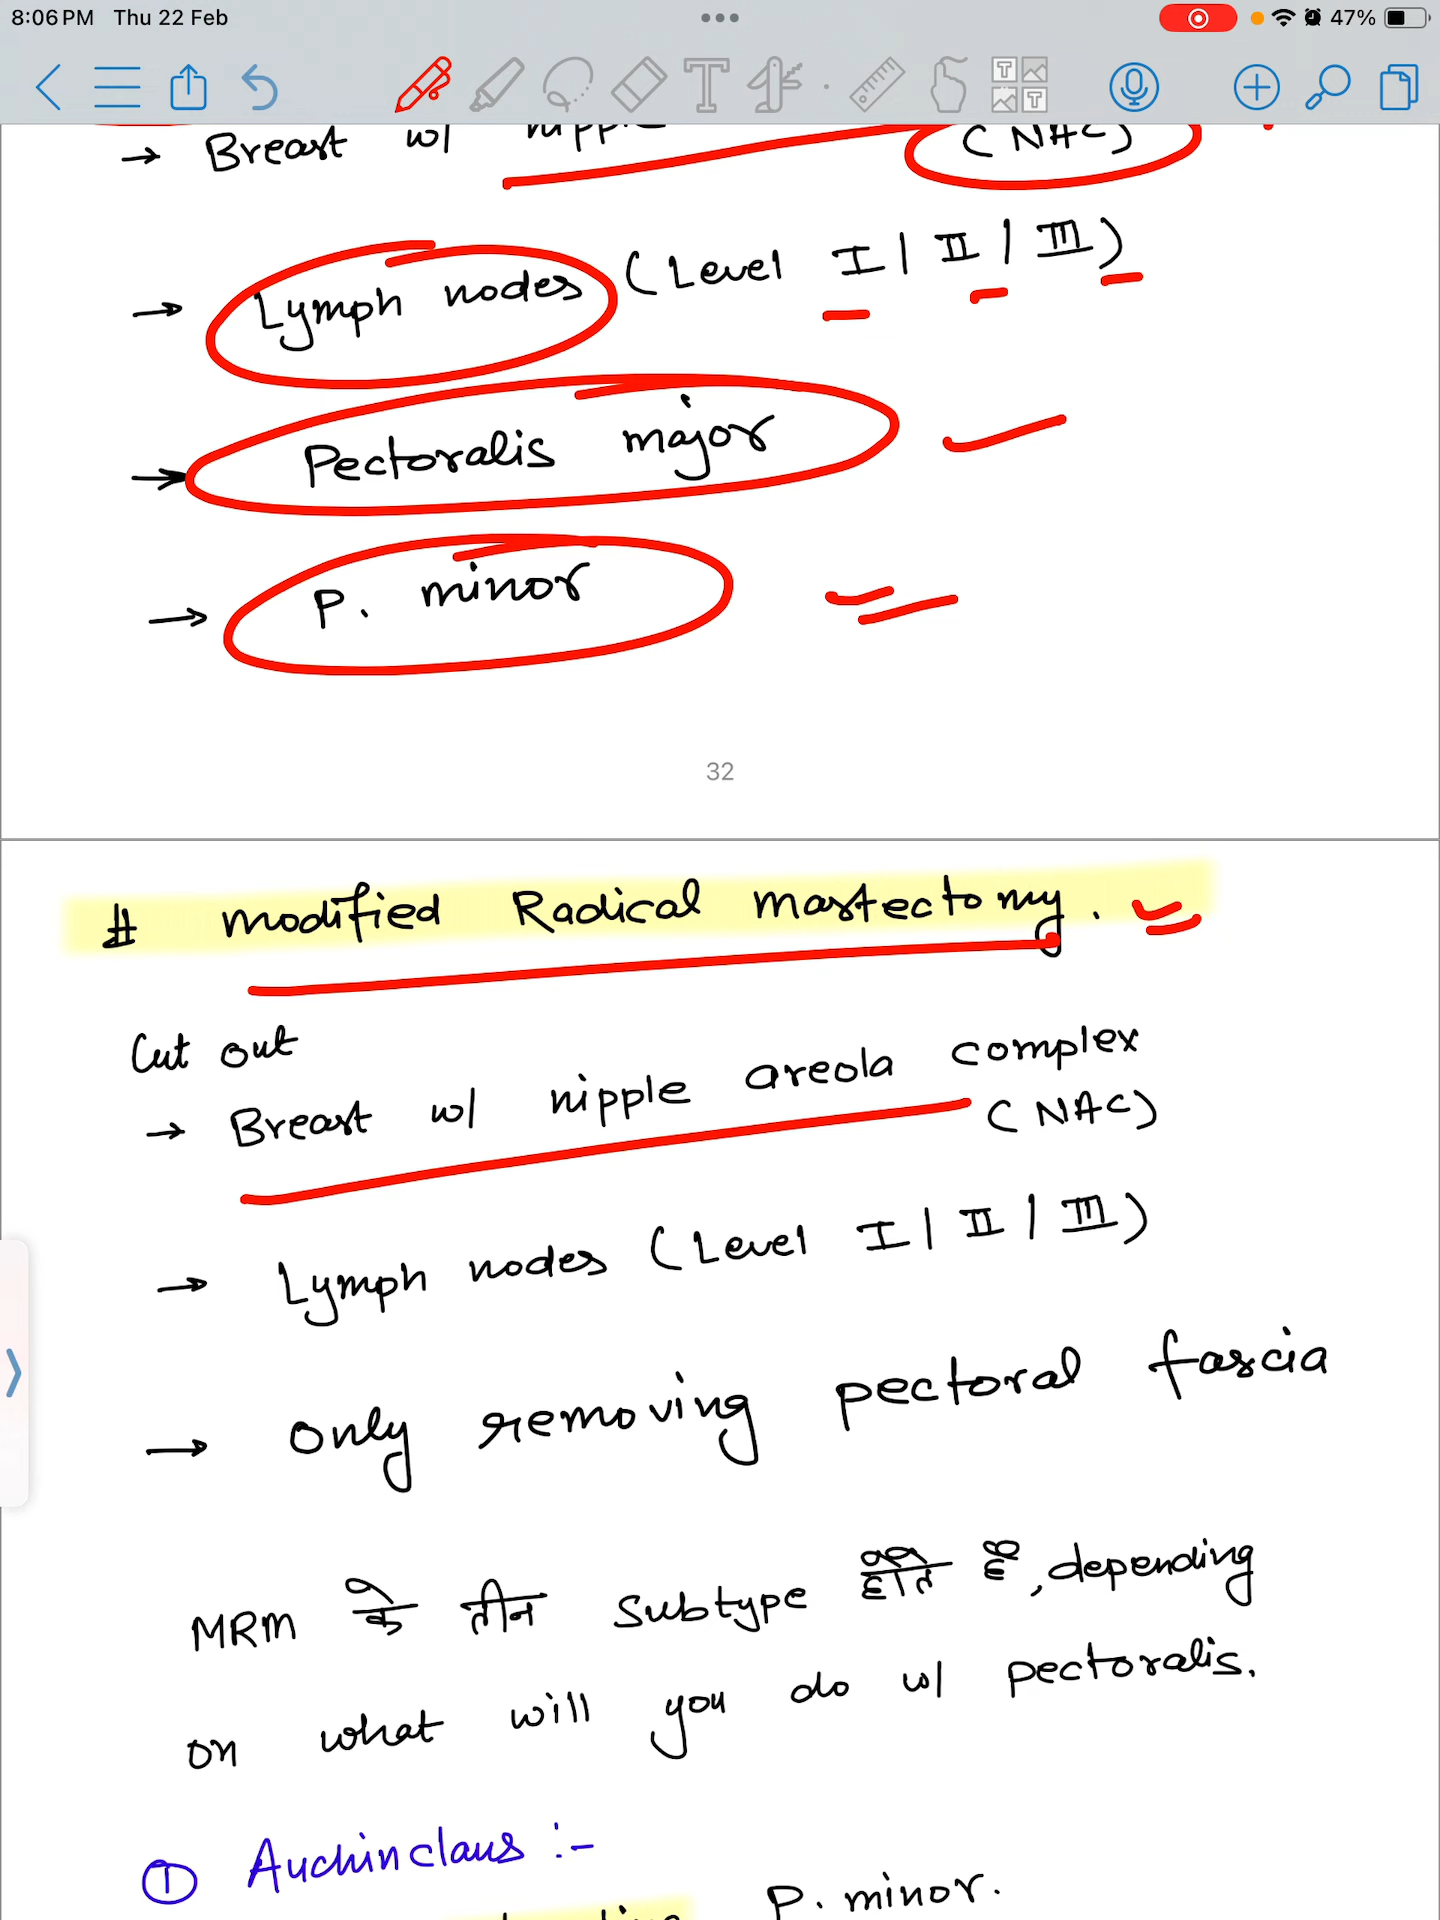 8:06 PM Thu 22 Feb 47%
→ Breast w/ nipple (NAC)
→ Lymph nodes (Level I / II / III)
→ Pectoralis major
→ P. minor
32
# modified Radical mastectomy.
Cut out
→ Breast w/ nipple areola complex
(NAC)
→ Lymph nodes (Level I / II / III)
→ only removing pectoral fascia
MRM के तीन subtype होते हैं, depending
on what will you do w/ pectoralis.
① Auchinclaus :-
P. minor.